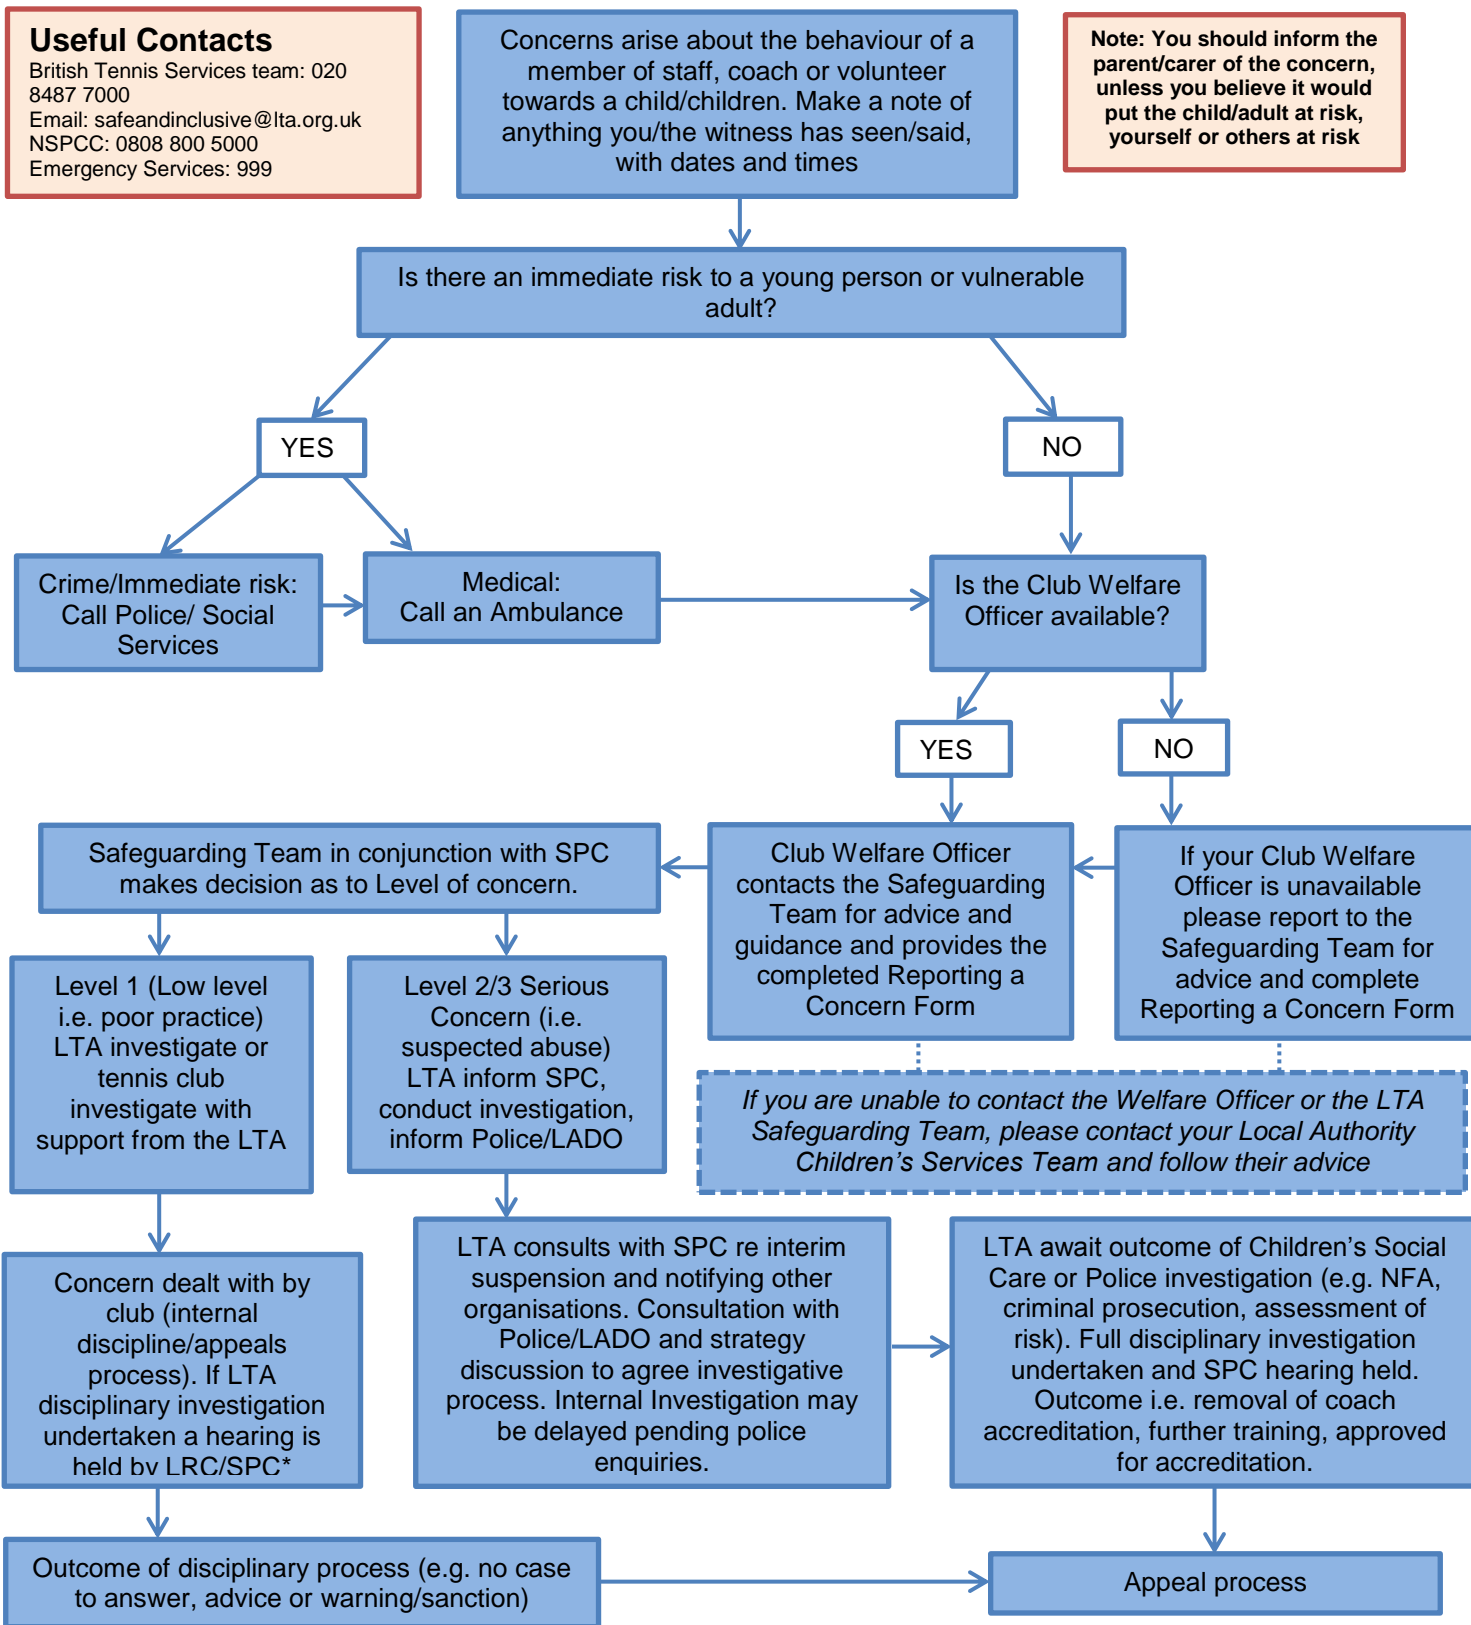 Useful Contacts
British Tennis Services team: 020
8487 7000
Email: safeandinclusive@lta.org.uk
NSPCC: 0808 800 5000
Emergency Services: 999
Concerns arise about the behaviour of a
member of staff, coach or volunteer
towards a child/children. Make a note of
anything you/the witness has seen/said,
with dates and times
Note: You should inform the
parent/carer of the concern,
unless you believe it would
put the child/adult at risk,
yourself or others at risk
Is there an immediate risk to a young person or vulnerable
adult?
YES
NO
Crime/Immediate risk:
Call Police/ Social
Services
Medical:
Call an Ambulance
Is the Club Welfare
Officer available?
YES
NO
Safeguarding Team in conjunction with SPC
makes decision as to Level of concern.
Club Welfare Officer
contacts the Safeguarding
Team for advice and
guidance and provides the
completed Reporting a
Concern Form
If your Club Welfare
Officer is unavailable
please report to the
Safeguarding Team for
advice and complete
Reporting a Concern Form
Level 1 (Low level
i.e. poor practice)
LTA investigate or
tennis club
investigate with
support from the LTA
Level 2/3 Serious
Concern (i.e.
suspected abuse)
LTA inform SPC,
conduct investigation,
inform Police/LADO
If you are unable to contact the Welfare Officer or the LTA
Safeguarding Team, please contact your Local Authority
Children's Services Team and follow their advice
Concern dealt with by
club (internal
discipline/appeals
process). If LTA
disciplinary investigation
undertaken a hearing is
held by LRC/SPC*
LTA consults with SPC re interim
suspension and notifying other
organisations. Consultation with
Police/LADO and strategy
discussion to agree investigative
process. Internal Investigation may
be delayed pending police
enquiries.
LTA await outcome of Children's Social
Care or Police investigation (e.g. NFA,
criminal prosecution, assessment of
risk). Full disciplinary investigation
undertaken and SPC hearing held.
Outcome i.e. removal of coach
accreditation, further training, approved
for accreditation.
Outcome of disciplinary process (e.g. no case
to answer, advice or warning/sanction)
Appeal process